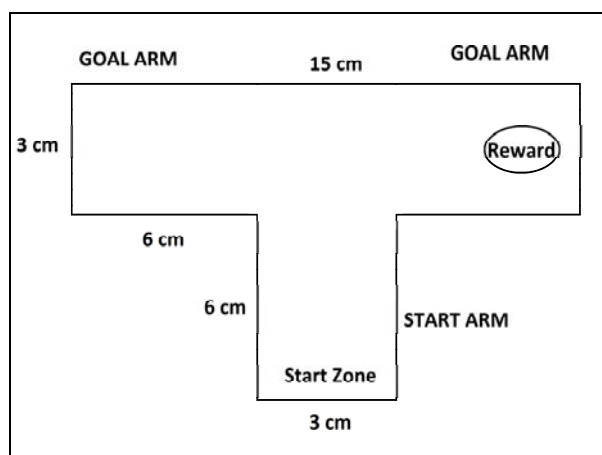 GOAL ARM
15 cm
GOAL ARM
3 cm
Reward
6 cm
6 cm
START ARM
Start Zone
3 cm